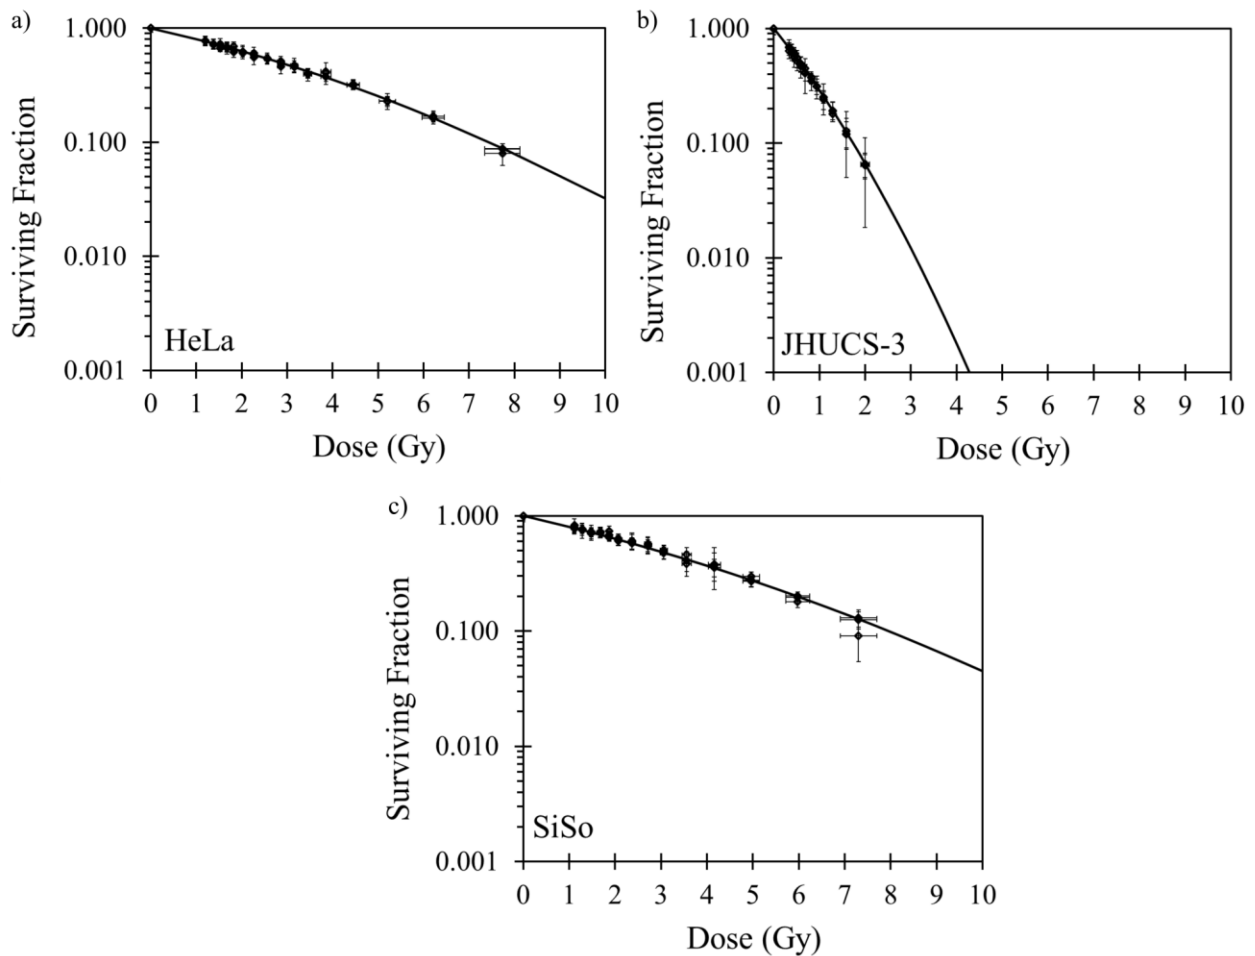 a)
1.000
0.100
0.010
0.001
Surviving Fraction
HeLa
0 1 2 3 4 5 6 7 8 9 10
Dose (Gy)
b)
1.000
0.100
0.010
0.001
Surviving Fraction
JHUCS-3
0 1 2 3 4 5 6 7 8 9 10
Dose (Gy)
c)
1.000
0.100
0.010
0.001
Surviving Fraction
SiSo
0 1 2 3 4 5 6 7 8 9 10
Dose (Gy)